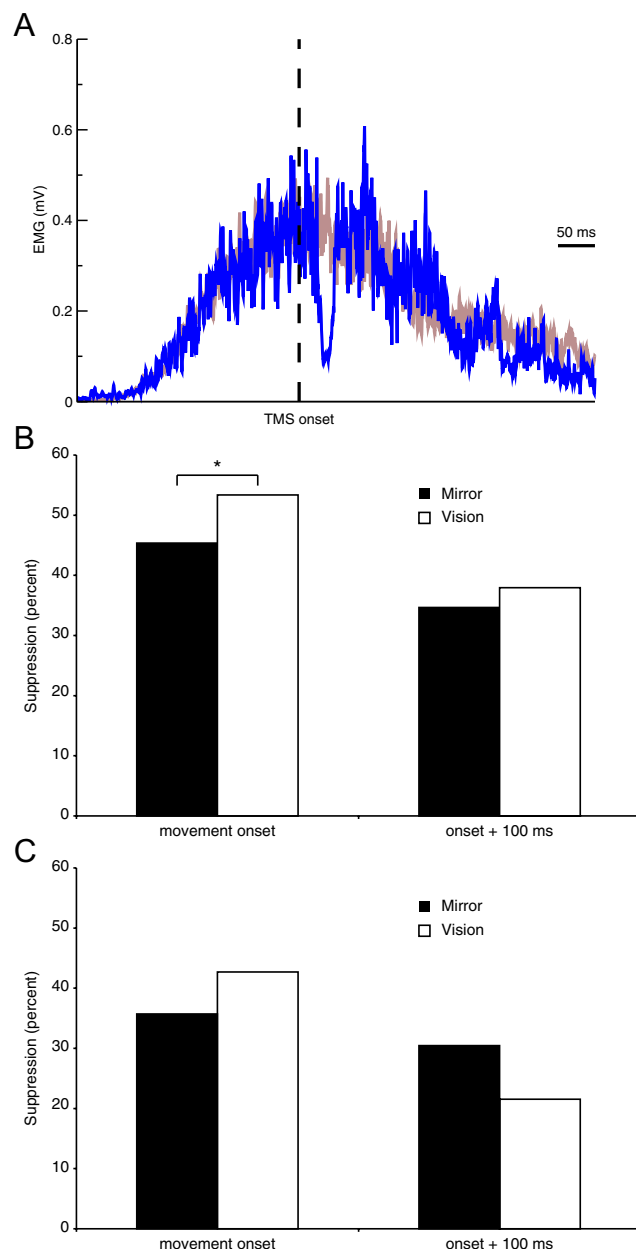 A
0.8
0.6
0.4
0.2
0
EMG (mV)
50 ms
TMS onset
B
60
50
40
30
20
10
0
Suppression (percent)
*
Mirror
Vision
movement onset
onset + 100 ms
C
60
50
40
30
20
10
0
Suppression (percent)
Mirror
Vision
movement onset
onset + 100 ms